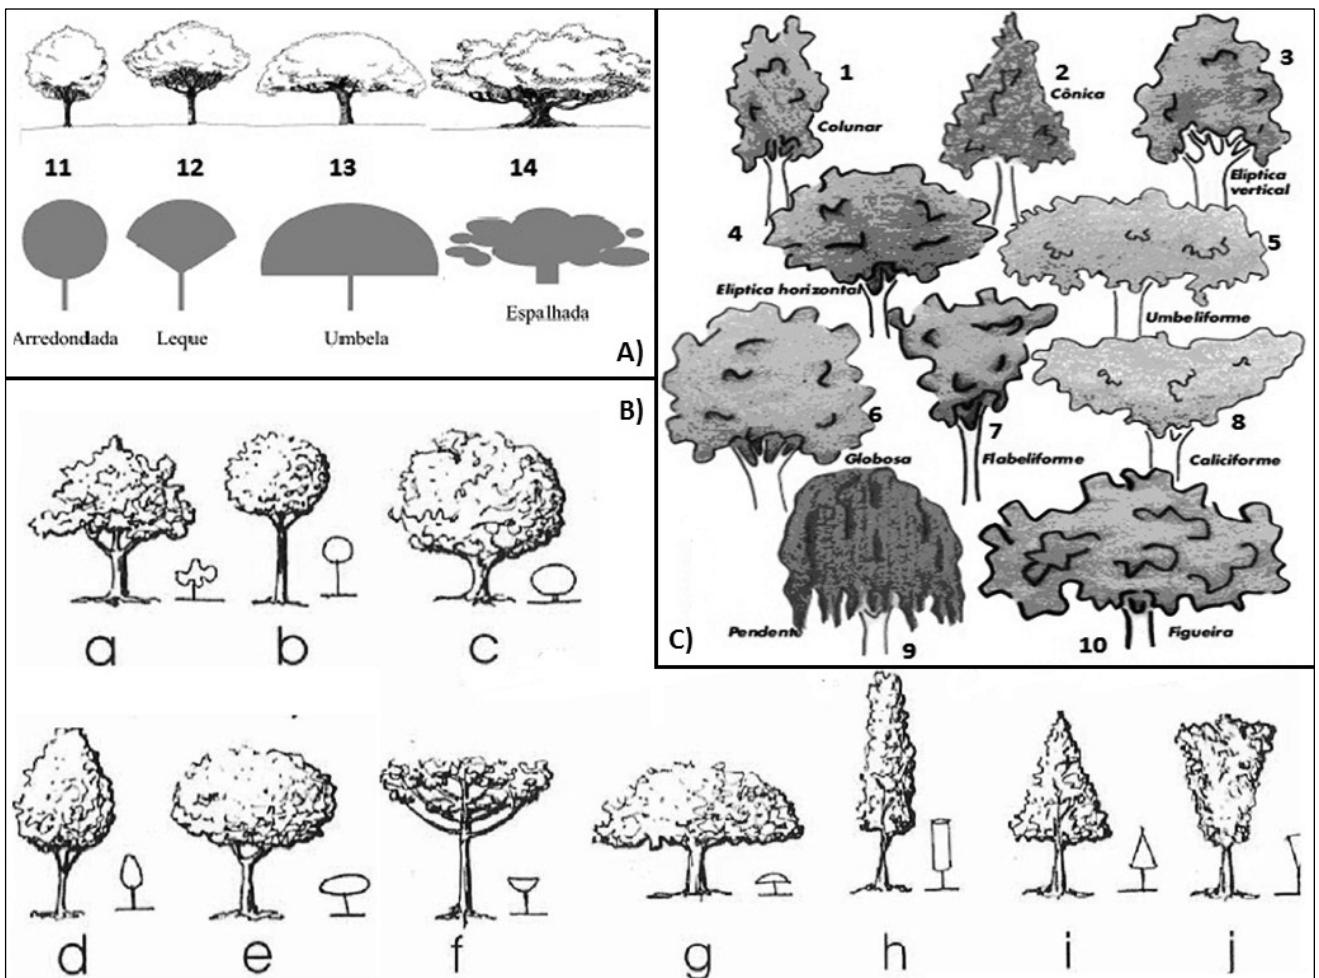 11 12 13 14
Arredondada Leque Umbela Espalhada
A)
B)
a b c
d e f g h i j
1
Colunar
2
Cônica
3
Elíptica
vertical
4
Elíptica horizontal
5
Umbeliforme
6
Globosa
7
Flabeliforme
8
Caliciforme
9
Pendente
10
Figueira
C)